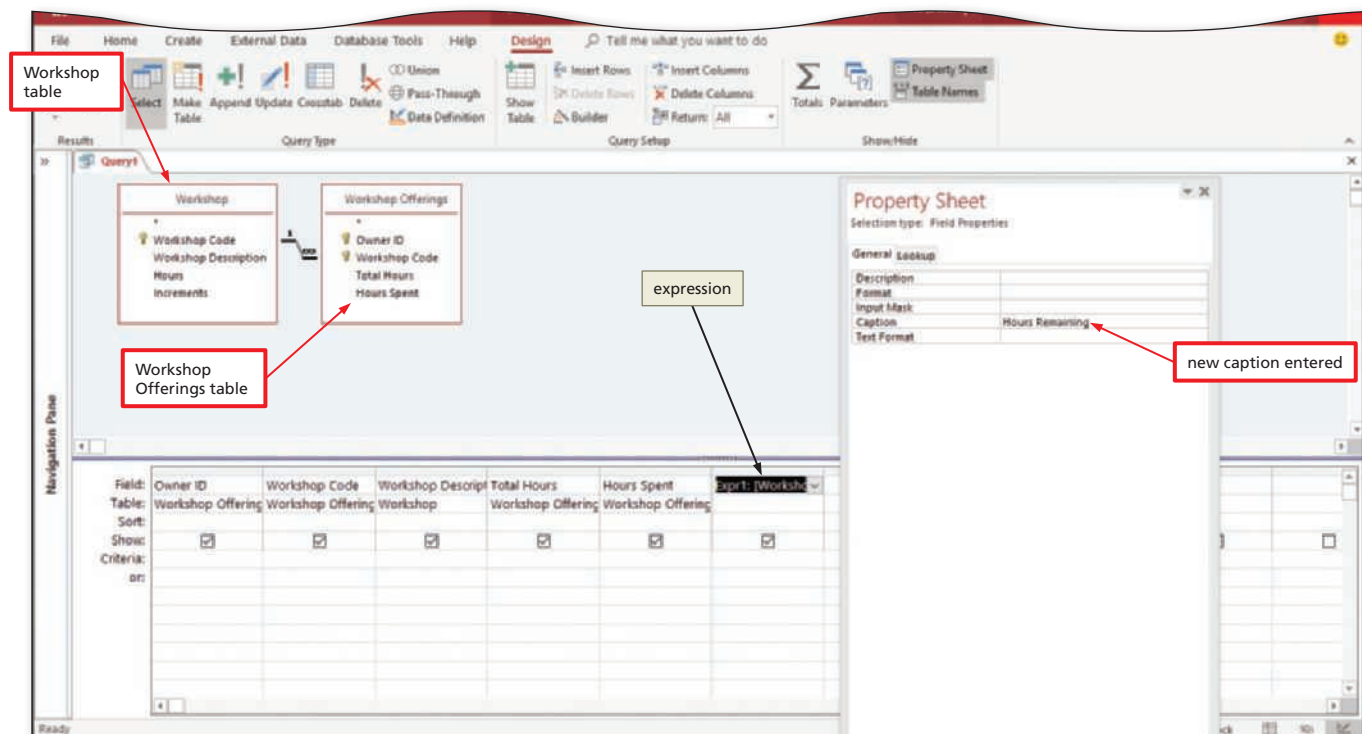 File Home Create External Data Database Tools Help Design Tell me what you want to do
Workshop
table
Select
Make
Table
Append
Update
Crosstab
Delete
Union
Pass-Through
Data Definition
Show
Table
Insert Rows
Delete Rows
Builder
Insert Columns
Delete Columns
Return: All
Totals
Parameters
Property Sheet
Table Names
Results
Query Type
Query Setup
Show/Hide
Query1
Workshop
*
Workshop Code
Workshop Description
Hours
Increments
1
∞
Workshop Offerings
*
Owner ID
Workshop Code
Total Hours
Hours Spent
Workshop
Offerings table
expression
Property Sheet
Selection type: Field Properties
General Lookup
Description
Format
Input Mask
Caption Hours Remaining
Text Format
new caption entered
Navigation Pane
Field: Owner ID Workshop Code Workshop Descript Total Hours Hours Spent Expr1: [Worksho
Table: Workshop Offering Workshop Offering Workshop Workshop Offering Workshop Offering
Sort:
Show:
Criteria:
or:
Ready